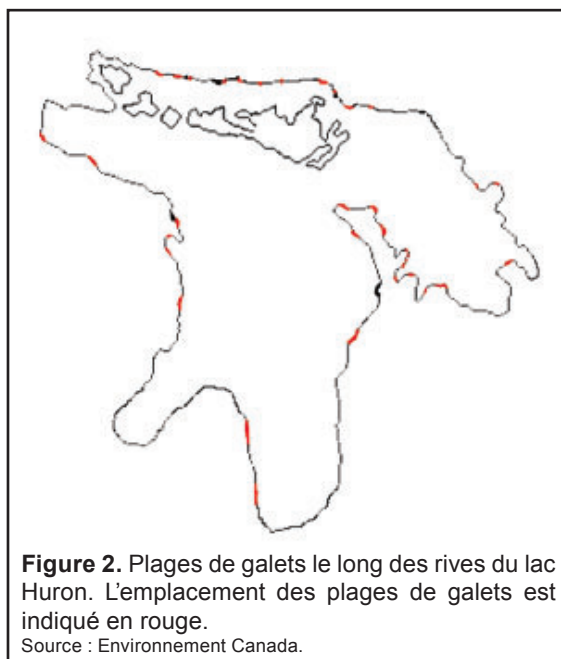 Figure 2. Plages de galets le long des rives du lac
Huron. L'emplacement des plages de galets est
indiqué en rouge.
Source : Environnement Canada.